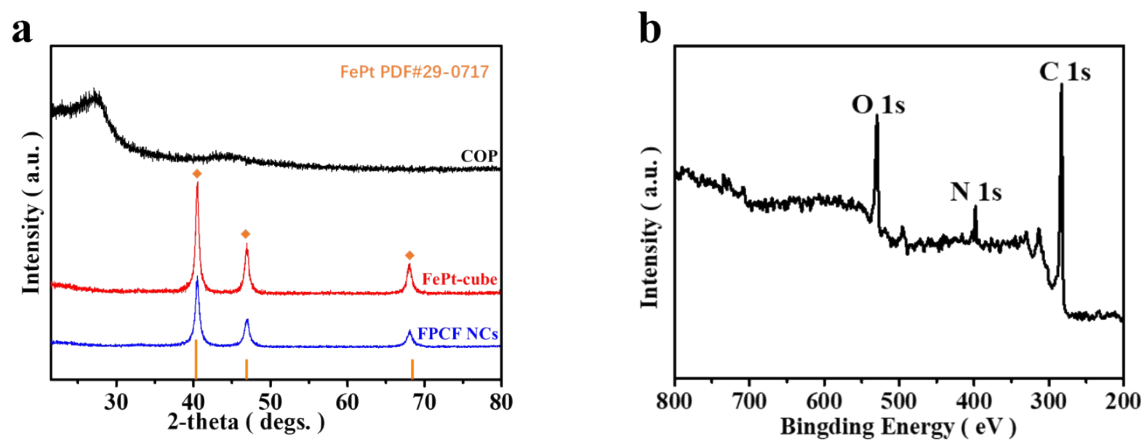 a
FePt PDF#29-0717
COP
FePt-cube
FPCF NCs
Intensity ( a.u. )
30 40 50 60 70 80
2-theta ( degs. )
b
C 1s
O 1s
N 1s
Intensity ( a.u. )
800 700 600 500 400 300 200
Bingding Energy ( eV )